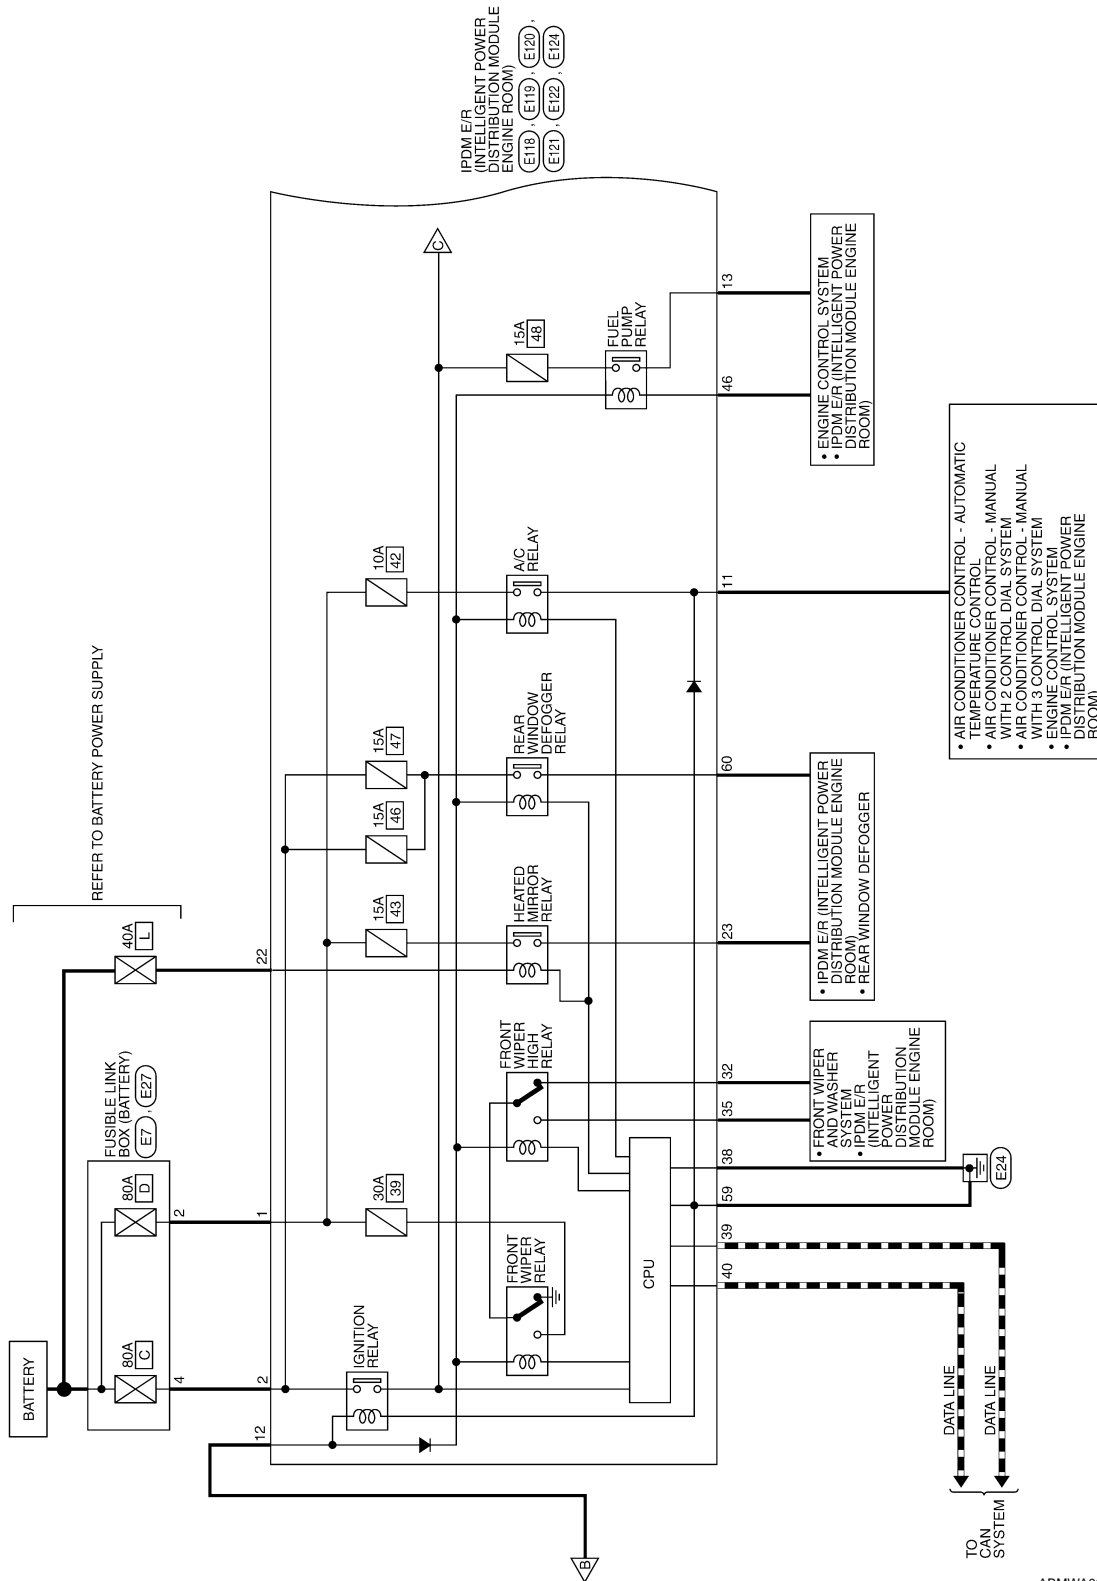 REFER TO BATTERY POWER SUPPLY
BATTERY
FUSIBLE LINK
BOX (BATTERY)
E7 , E27
80A
C
80A
D
40A
L
4
2
12
2
1
22
IPDM E/R
(INTELLIGENT POWER
DISTRIBUTION MODULE
ENGINE ROOM)
E118 , E119 , E120 ,
E121 , E122 , E124
IGNITION
RELAY
30A
39
15A
43
15A
46
15A
47
10A
42
15A
48
C
FRONT
WIPER
RELAY
FRONT
WIPER
HIGH
RELAY
HEATED
MIRROR
RELAY
REAR
WINDOW
DEFOGGER
RELAY
A/C
RELAY
FUEL
PUMP
RELAY
CPU
40
39
59
38
35
32
23
60
11
46
13
B
TO
CAN
SYSTEM
DATA LINE
DATA LINE
E24
• FRONT WIPER
AND WASHER
SYSTEM
• IPDM E/R
(INTELLIGENT
POWER
DISTRIBUTION
MODULE ENGINE
ROOM)
• IPDM E/R (INTELLIGENT POWER
DISTRIBUTION MODULE ENGINE
ROOM)
• REAR WINDOW DEFOGGER
• AIR CONDITIONER CONTROL - AUTOMATIC
TEMPERATURE CONTROL
• AIR CONDITIONER CONTROL - MANUAL
WITH 2 CONTROL DIAL SYSTEM
• AIR CONDITIONER CONTROL - MANUAL
WITH 3 CONTROL DIAL SYSTEM
• ENGINE CONTROL SYSTEM
• IPDM E/R (INTELLIGENT POWER
DISTRIBUTION MODULE ENGINE
ROOM)
• ENGINE CONTROL SYSTEM
• IPDM E/R (INTELLIGENT POWER
DISTRIBUTION MODULE ENGINE
ROOM)